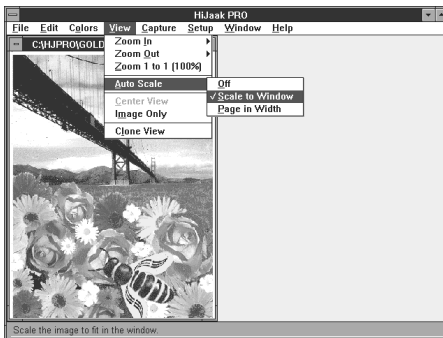 HiJaak PRO
File Edit Colors View Capture Setup Window Help
C:\HJPRO\GOLD
Zoom In
Zoom Out
Zoom 1 to 1 (100%)
Auto Scale
Center View
Image Only
Clone View
Off
✓ Scale to Window
Page in Width
Scale the image to fit in the window.